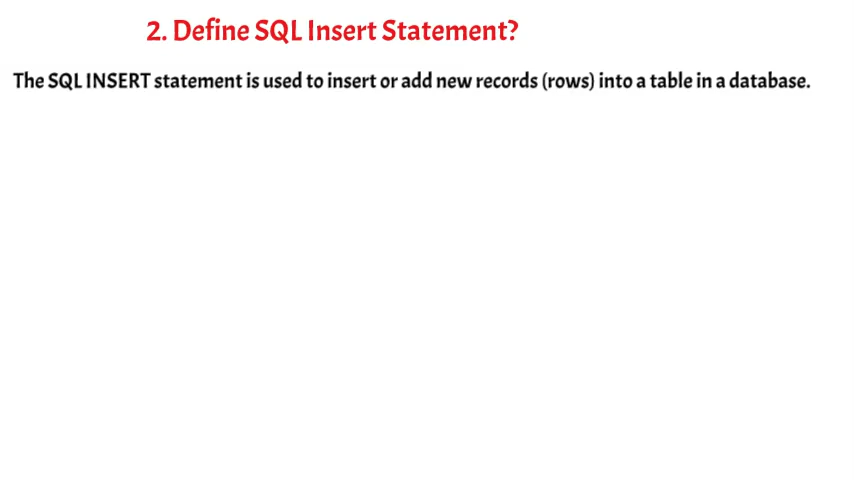 2. Define SQL Insert Statement?
The SQL INSERT statement is used to insert or add new records (rows) into a table in a database.